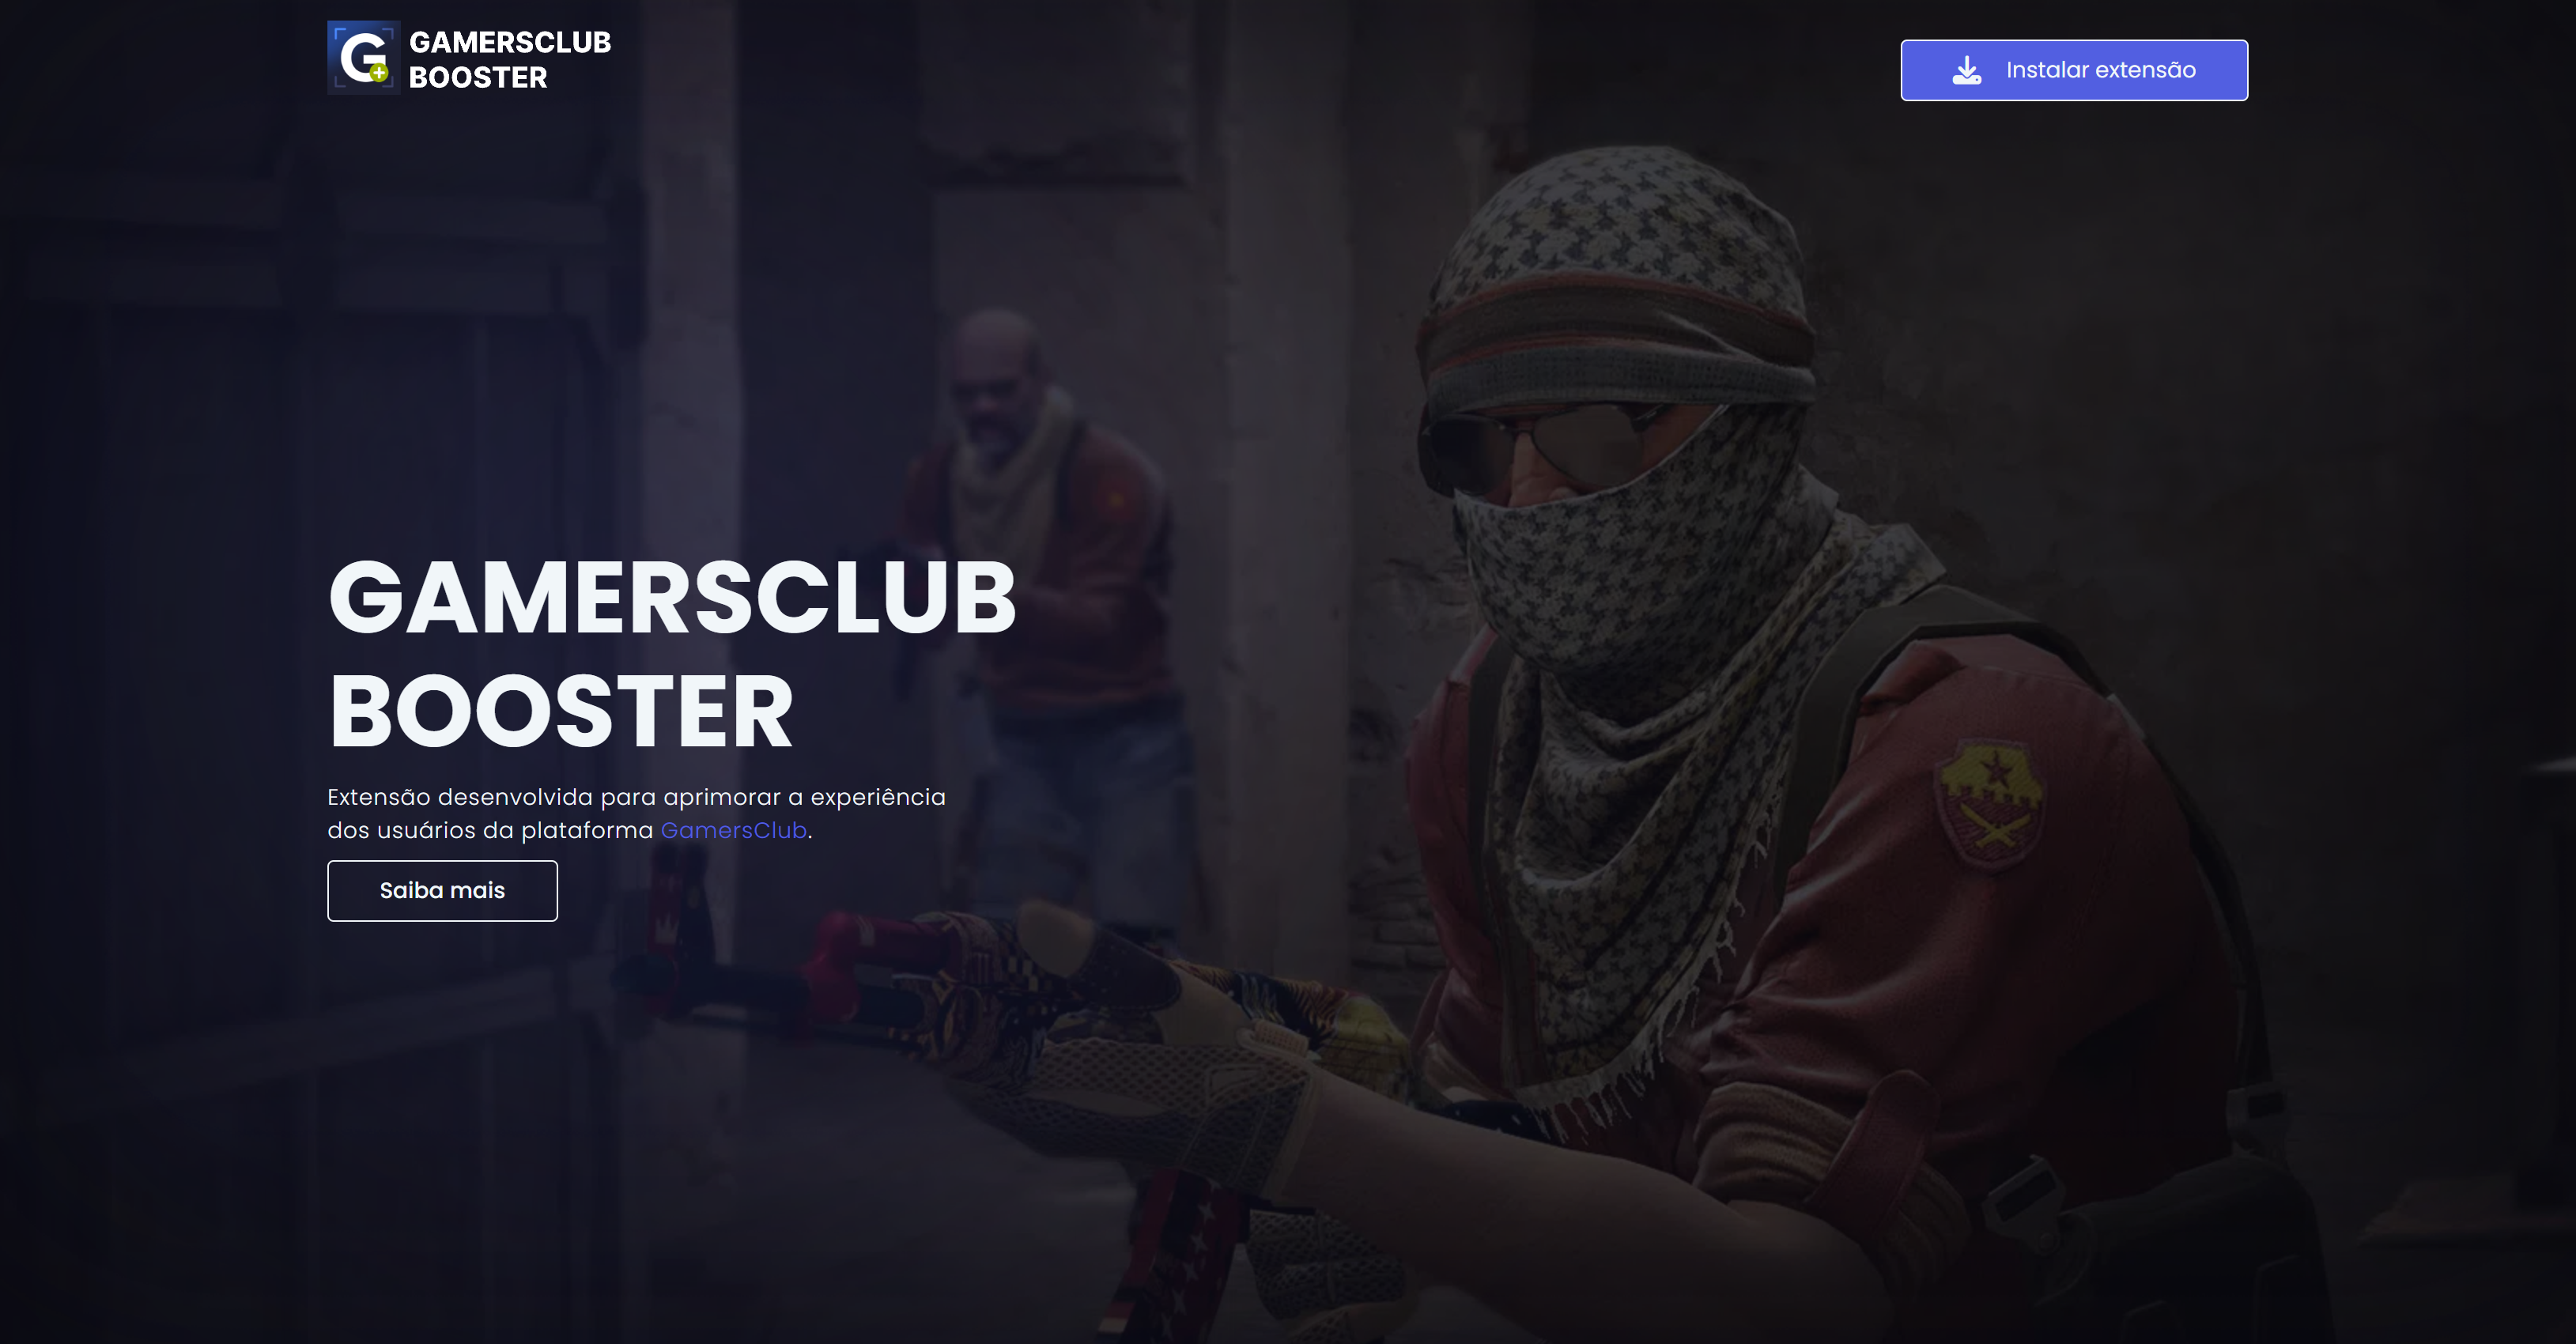 GAMERSCLUB
BOOSTER
Instalar extensão
GAMERSCLUB
BOOSTER
Extensão desenvolvida para aprimorar a experiência
dos usuários da plataforma GamersClub.
Saiba mais